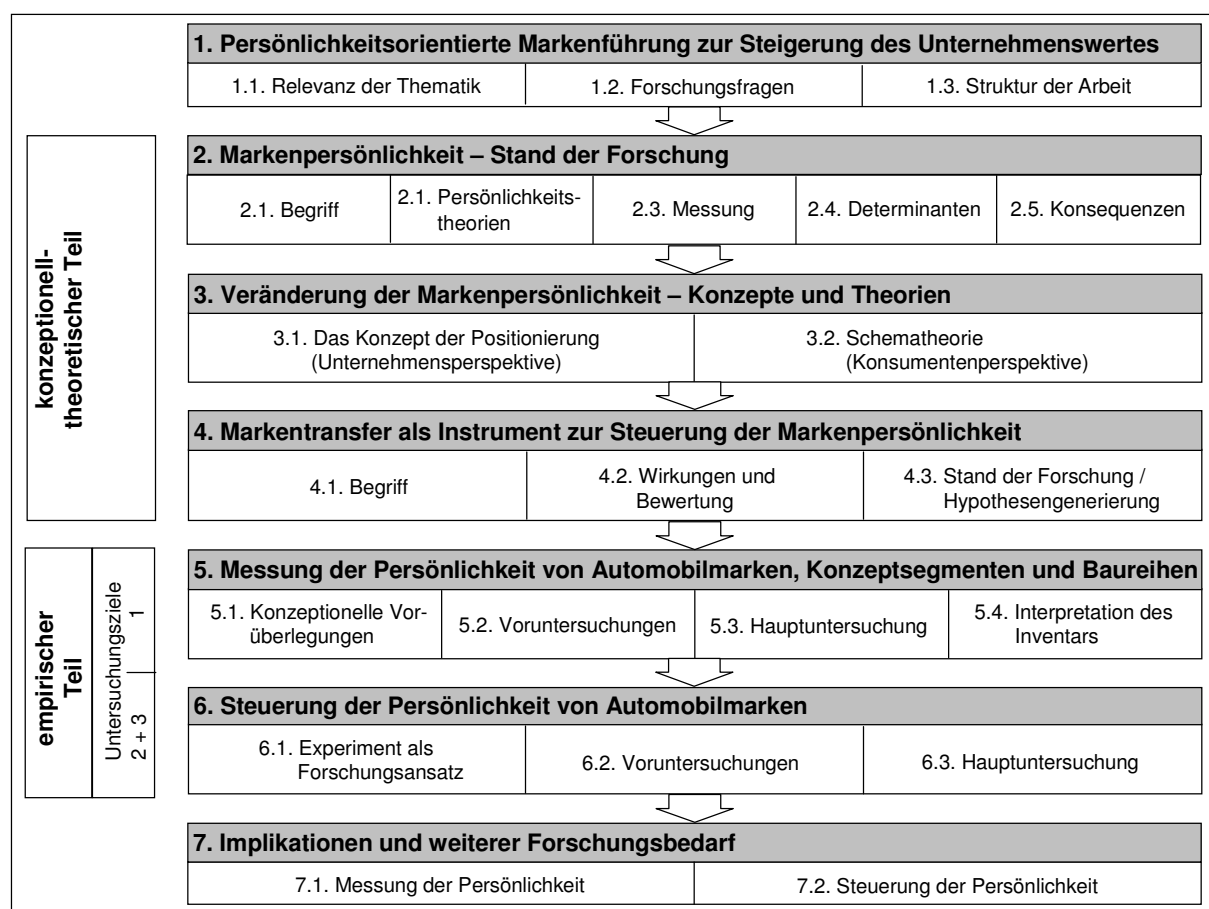 1. Persönlichkeitsorientierte Markenführung zur Steigerung des Unternehmenswertes
1.1. Relevanz der Thematik
1.2. Forschungsfragen
1.3. Struktur der Arbeit
konzeptionell-
theoretischer Teil
2. Markenpersönlichkeit – Stand der Forschung
2.1. Begriff
2.1. Persönlichkeits-
theorien
2.3. Messung
2.4. Determinanten
2.5. Konsequenzen
3. Veränderung der Markenpersönlichkeit – Konzepte und Theorien
3.1. Das Konzept der Positionierung
(Unternehmensperspektive)
3.2. Schematheorie
(Konsumentenperspektive)
4. Markentransfer als Instrument zur Steuerung der Markenpersönlichkeit
4.1. Begriff
4.2. Wirkungen und
Bewertung
4.3. Stand der Forschung /
Hypothesengenerierung
empirischer
Teil
Untersuchungsziele
2 + 3 | 1
5. Messung der Persönlichkeit von Automobilmarken, Konzeptsegmenten und Baureihen
5.1. Konzeptionelle Vor-
überlegungen
5.2. Voruntersuchungen
5.3. Hauptuntersuchung
5.4. Interpretation des
Inventars
6. Steuerung der Persönlichkeit von Automobilmarken
6.1. Experiment als
Forschungsansatz
6.2. Voruntersuchungen
6.3. Hauptuntersuchung
7. Implikationen und weiterer Forschungsbedarf
7.1. Messung der Persönlichkeit
7.2. Steuerung der Persönlichkeit